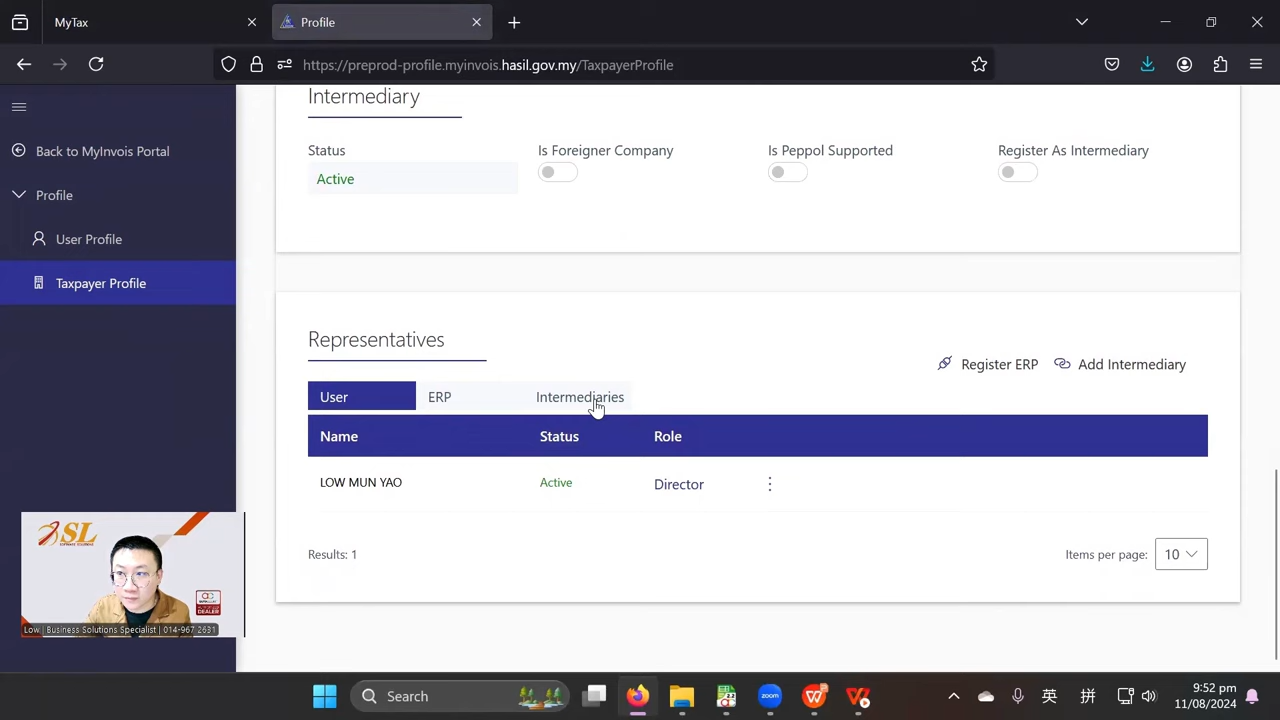 MyTax
Profile
https://preprod-profile.myinvois.hasil.gov.my/TaxpayerProfile
Back to MyInvois Portal
Profile
User Profile
Taxpayer Profile
Intermediary
Status
Is Foreigner Company
Is Peppol Supported
Register As Intermediary
Active
Representatives
Register ERP
Add Intermediary
User
ERP
Intermediaries
Name
Status
Role
LOW MUN YAO
Active
Director
Results: 1
Items per page:
10
SL
Low | Business Solutions Specialist | 014-967 2631
DEALER
Search
英
拼
9:52 pm
11/08/2024